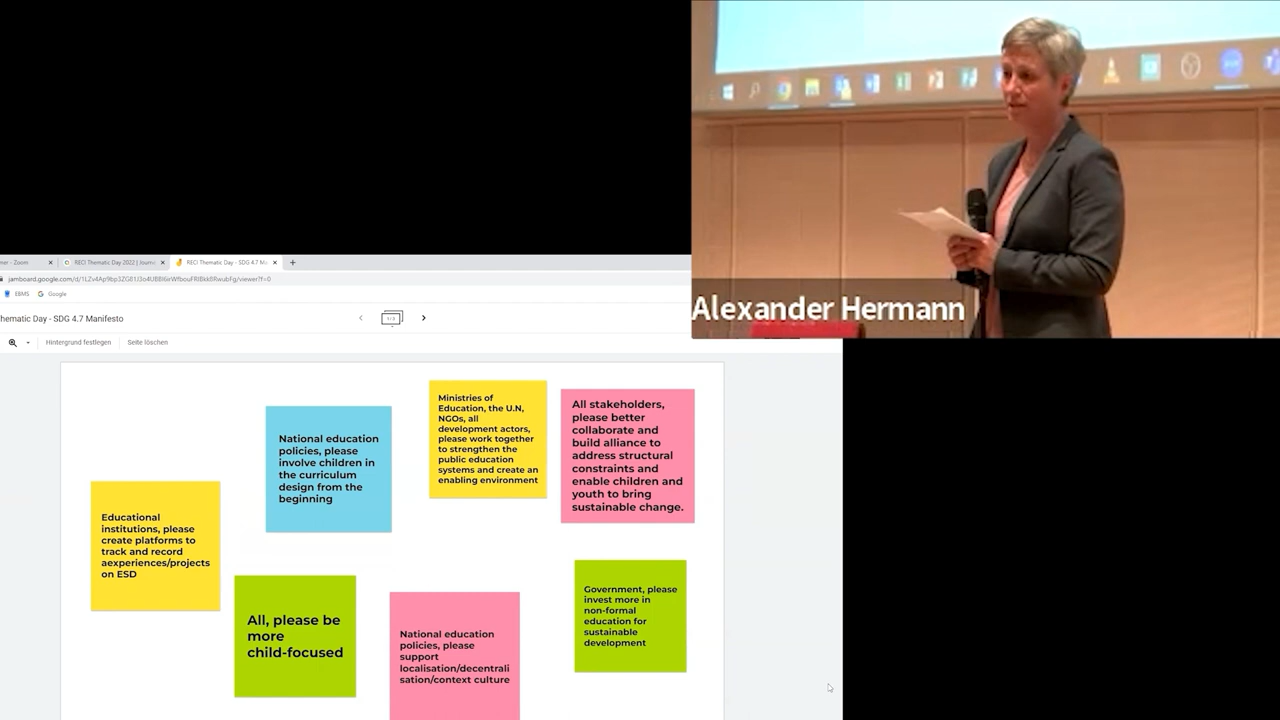 Alexander Hermann
ner - Zoom
RECI Thematic Day 2022 | Journa
RECI Thematic Day - SDG 4.7 M
EBMS
Google
hematic Day - SDG 4.7 Manifesto
1/3
Hintergrund festlegen
Seite löschen
Ministries of
Education, the U.N,
NGOs, all
development actors,
please work together
to strengthen the
public education
systems and create an
enabling environment
All stakeholders,
please better
collaborate and
build alliance to
address structural
constraints and
enable children and
youth to bring
sustainable change.
National education
policies, please
involve children in
the curriculum
design from the
beginning
Educational
institutions, please
create platforms to
track and record
aexperiences/projects
on ESD
All, please be
more
child-focused
National education
policies, please
support
localisation/decentrali
sation/context culture
Government, please
invest more in
non-formal
education for
sustainable
development